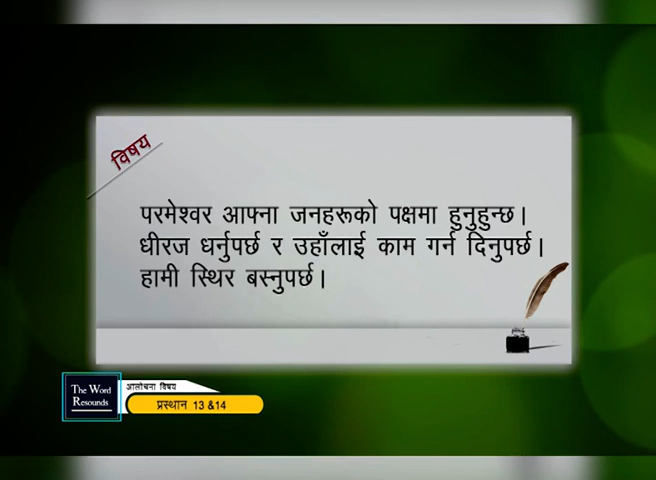 विषय
परमेश्वर आफ्ना जनहरूको पक्षमा हुनुहुन्छ।
धीरज धर्नुपर्छ र उहाँलाई काम गर्न दिनुपर्छ।
हामी स्थिर बस्नुपर्छ।
The Word
Resounds
आलोचना विषय
प्रस्थान 13 &14